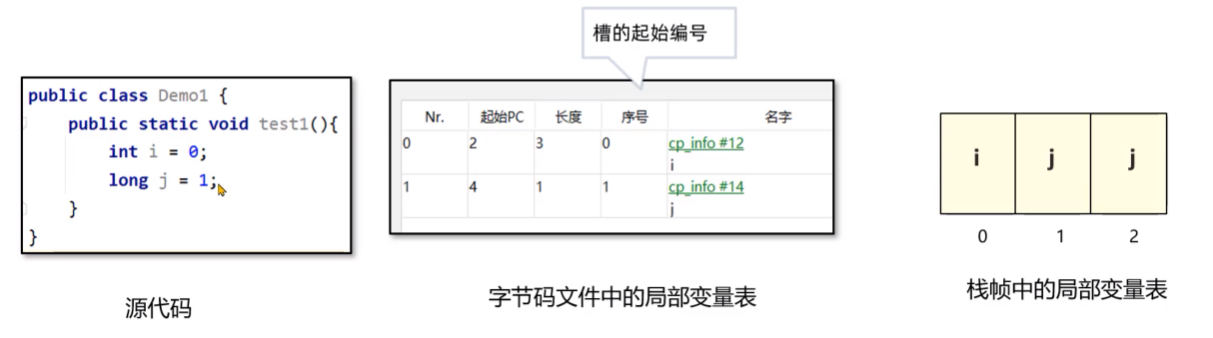 槽的起始编号
public class Demo1 {
public static void test1(){
int i = 0;
long j = 1;
}
}
源代码
Nr. 起始PC 长度 序号 名字
0 2 3 0 cp_info #12
i
1 4 1 1 cp_info #14
j
字节码文件中的局部变量表
i j j
0 1 2
栈帧中的局部变量表